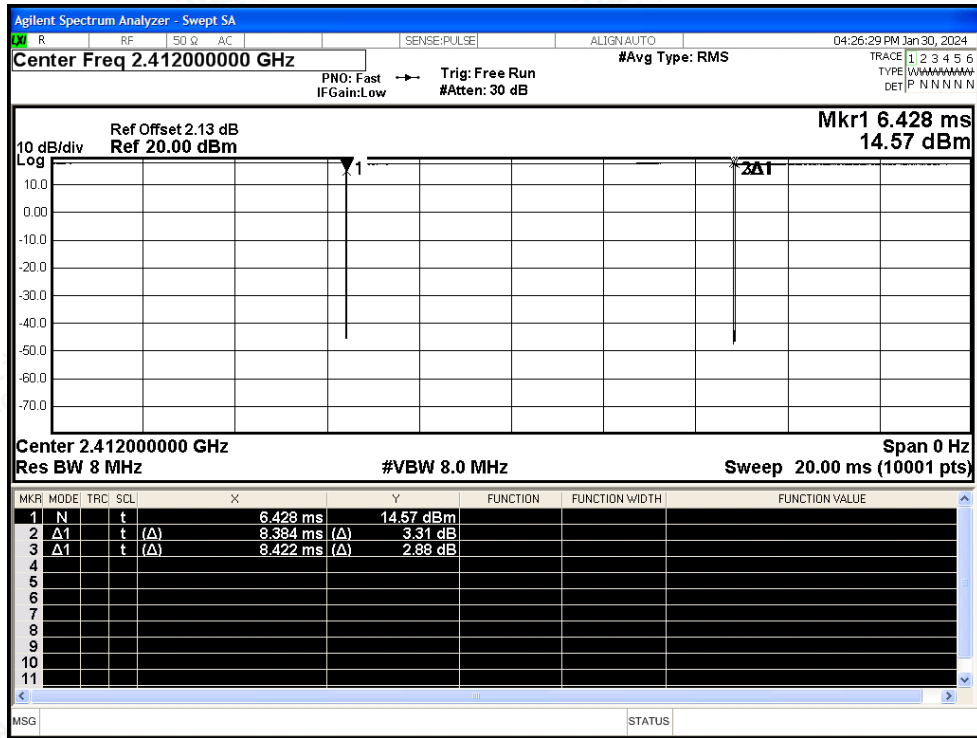 Agilent Spectrum Analyzer - Swept SA
LXI R RF 50 Ω AC SENSE:PULSE ALIGN AUTO 04:26:29 PM Jan 30, 2024
Center Freq 2.412000000 GHz #Avg Type: RMS TRACE 1 2 3 4 5 6
PNO: Fast Trig: Free Run TYPE WWWWWW
IFGain:Low #Atten: 30 dB DET P N N N N N
Mkr1 6.428 ms
14.57 dBm
Ref Offset 2.13 dB
10 dB/div Ref 20.00 dBm
Log
1
3Δ1
10.0
0.00
-10.0
-20.0
-30.0
-40.0
-50.0
-60.0
-70.0
Center 2.412000000 GHz Span 0 Hz
Res BW 8 MHz #VBW 8.0 MHz Sweep 20.00 ms (10001 pts)
MKR MODE TRC SCL X Y FUNCTION FUNCTION WIDTH FUNCTION VALUE
1 N t 6.428 ms 14.57 dBm
2 Δ1 t (Δ) 8.384 ms (Δ) 3.31 dB
3 Δ1 t (Δ) 8.422 ms (Δ) 2.88 dB
4
5
6
7
8
9
10
11
MSG STATUS